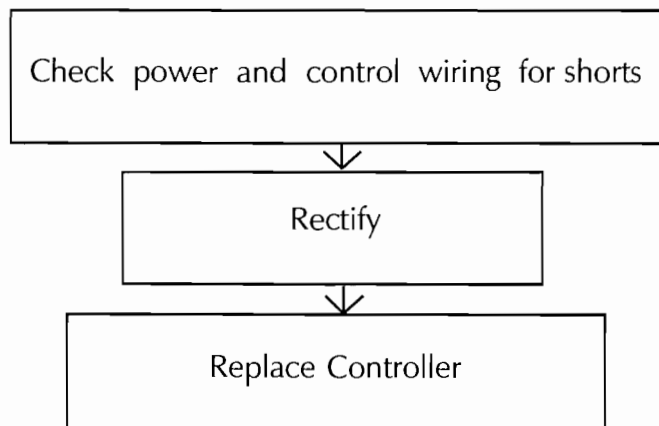 Check power and control wiring for shorts
Rectify
Replace Controller